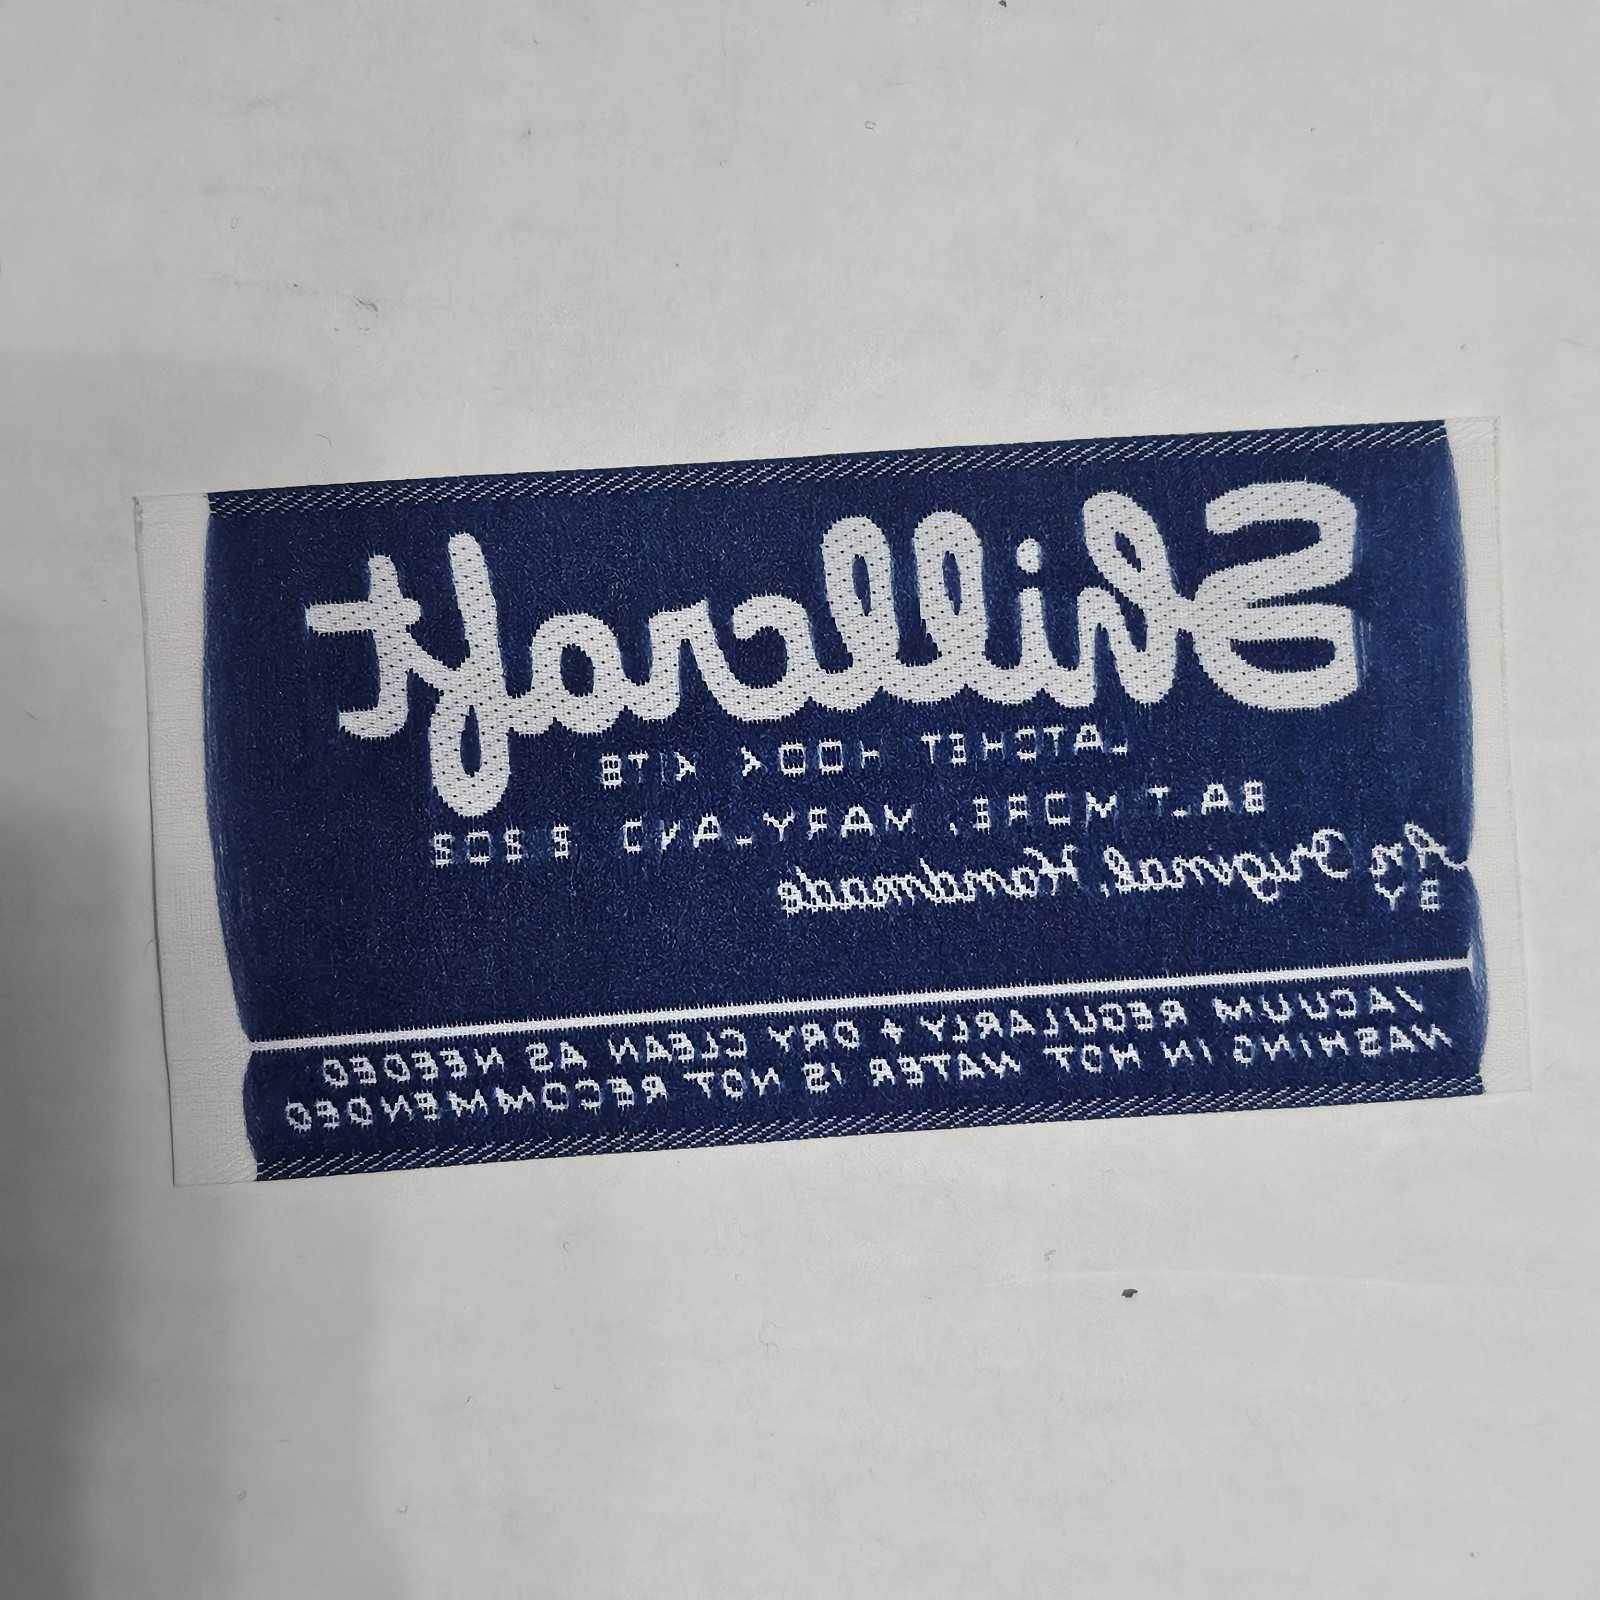 Shillcraft
LATCHET HOOK KITS
BALTIMORE, MARYLAND 21202
An Original, Handmade
BY
VACUUM REGULARLY + DRY CLEAN AS NEEDED
WASHING IN HOT WATER IS NOT RECOMMENDED